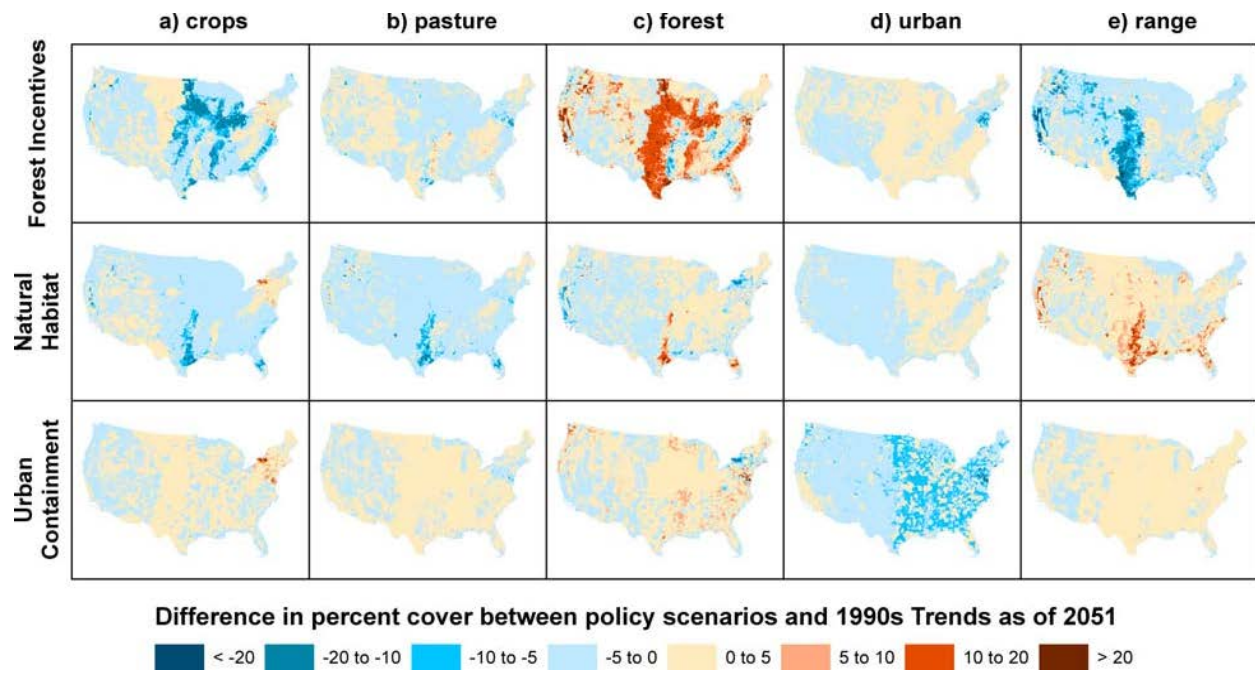 a) crops
b) pasture
c) forest
d) urban
e) range
Forest Incentives
Natural
Habitat
Urban
Containment
Difference in percent cover between policy scenarios and 1990s Trends as of 2051
< -20
-20 to -10
-10 to -5
-5 to 0
0 to 5
5 to 10
10 to 20
> 20